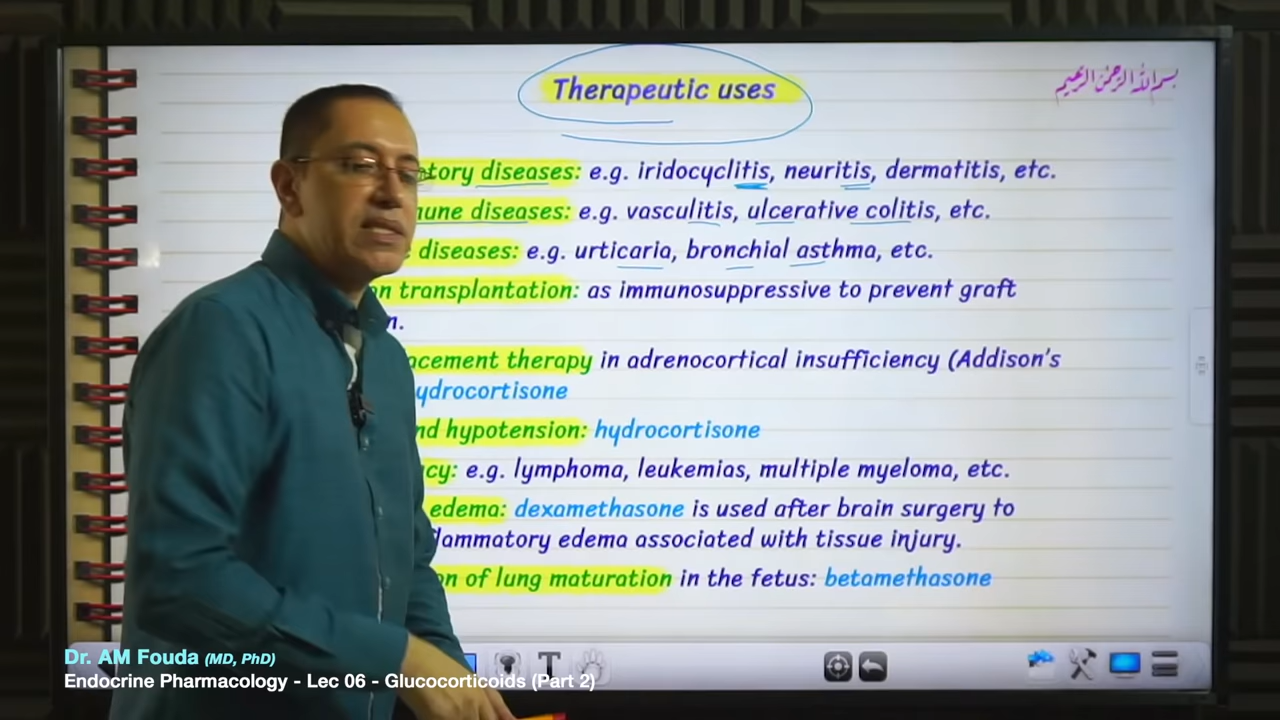 Therapeutic uses
بسم الله الرحمن الرحيم
tory diseases: e.g. iridocyclitis, neuritis, dermatitis, etc.
une diseases: e.g. vasculitis, ulcerative colitis, etc.
diseases: e.g. urticaria, bronchial asthma, etc.
n transplantation: as immunosuppressive to prevent graft
n.
acement therapy in adrenocortical insufficiency (Addison's
ydrocortisone
nd hypotension: hydrocortisone
cy: e.g. lymphoma, leukemias, multiple myeloma, etc.
edema: dexamethasone is used after brain surgery to
lammatory edema associated with tissue injury.
on of lung maturation in the fetus: betamethasone
T
Dr. AM Fouda (MD, PhD)
Endocrine Pharmacology - Lec 06 - Glucocorticoids (Part 2)